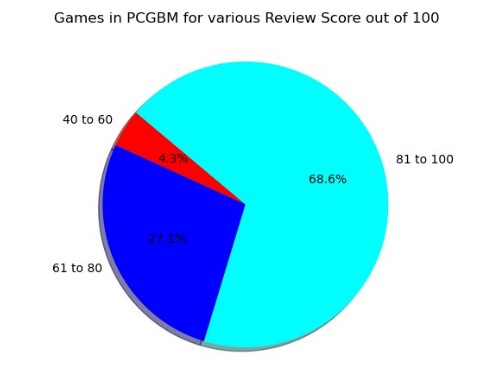 Games in PCGBM for various Review Score out of 100
40 to 60
4.3%
81 to 100
68.6%
27.1%
61 to 80